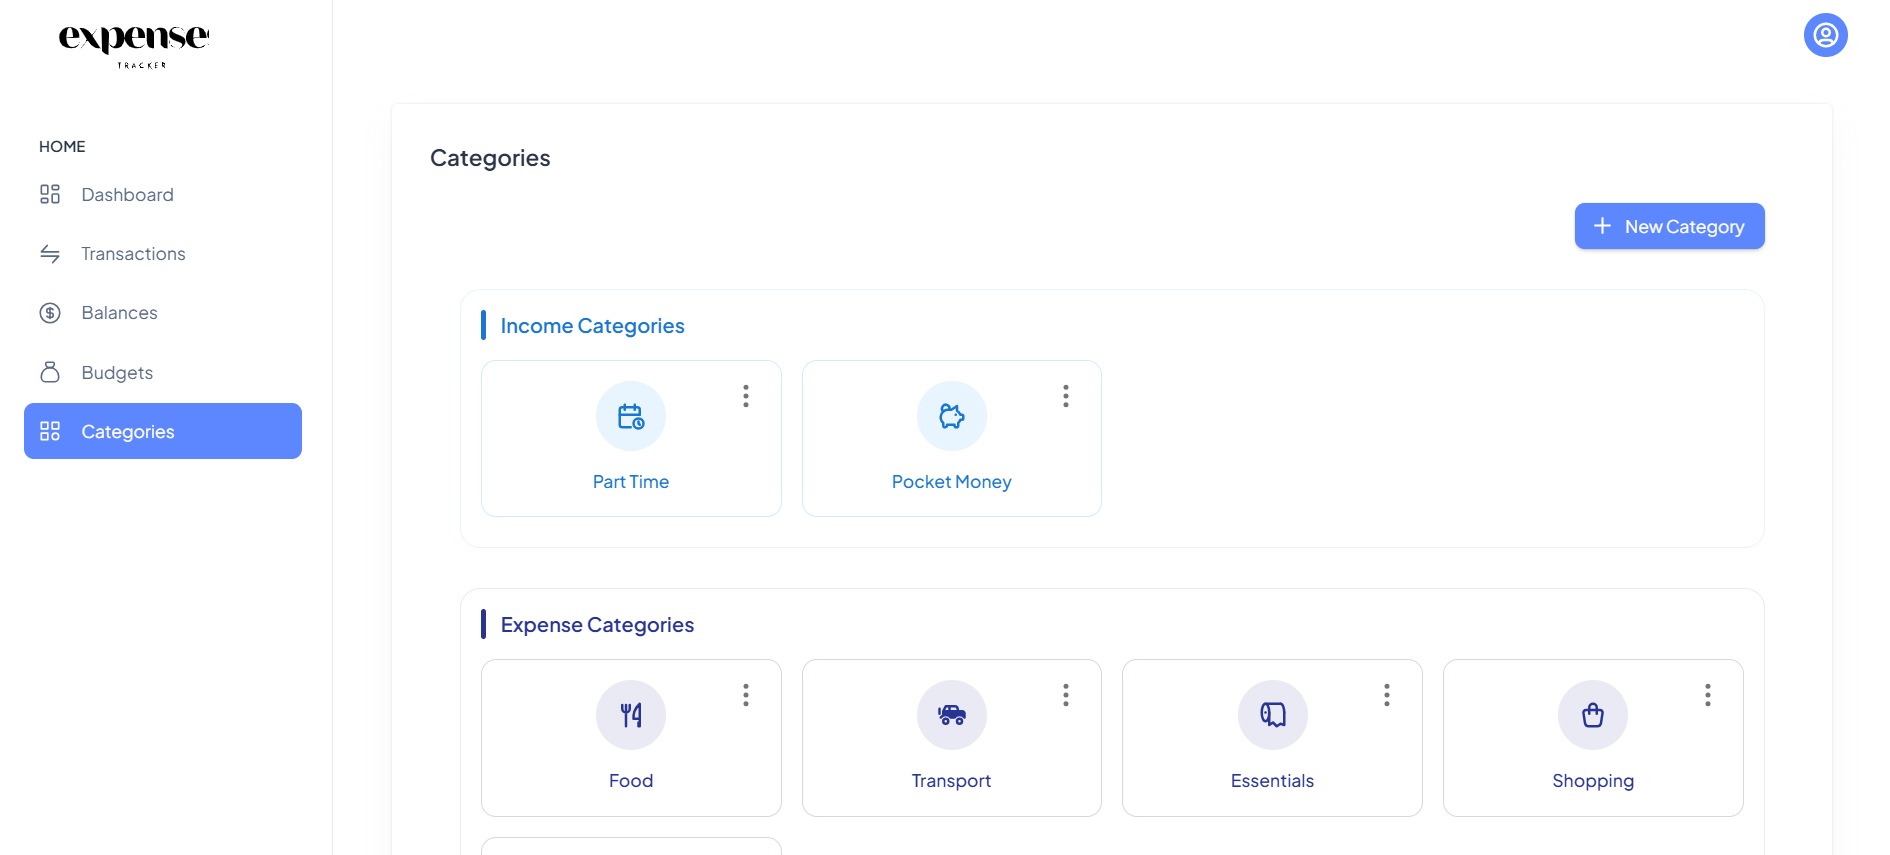 expense
TRACKER
HOME
Dashboard
Transactions
Balances
Budgets
Categories
Categories
New Category
Income Categories
Part Time
Pocket Money
Expense Categories
Food
Transport
Essentials
Shopping